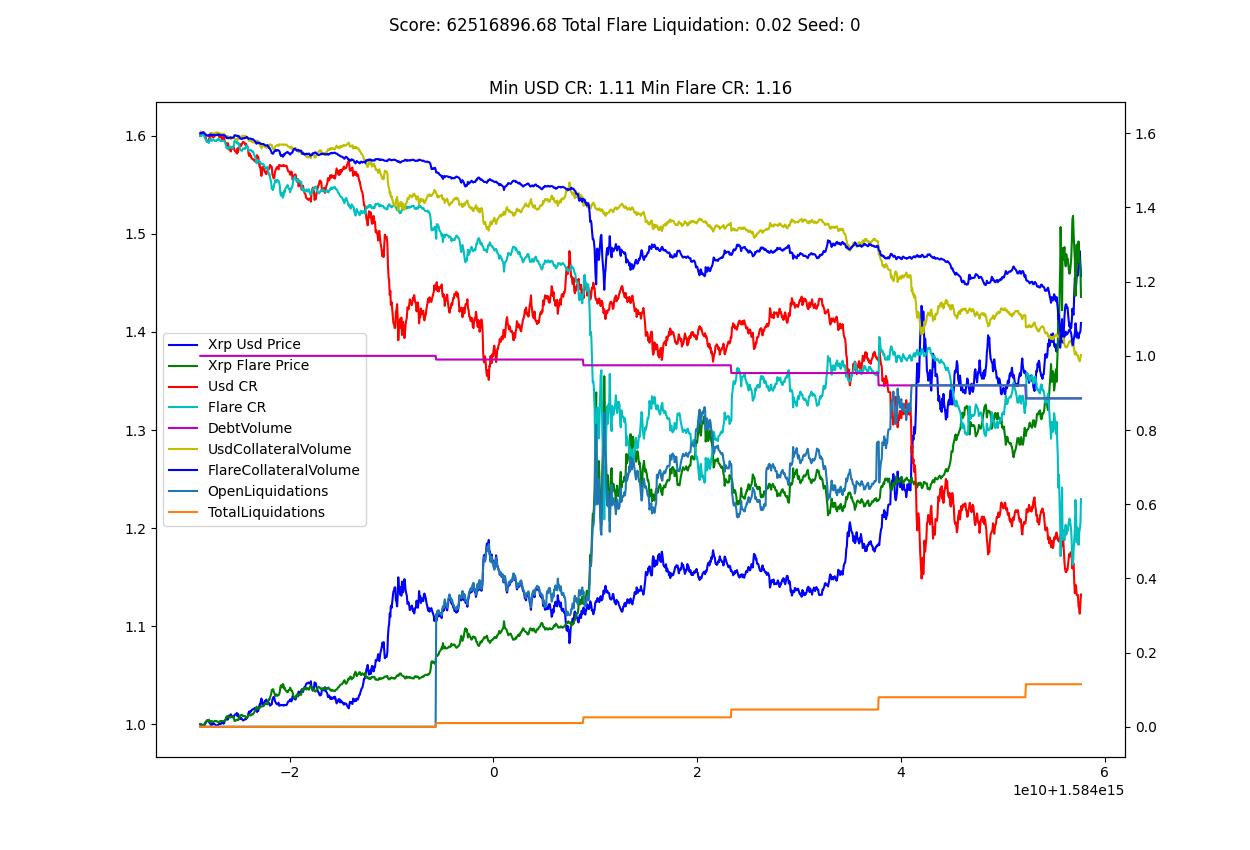 Score: 62516896.68 Total Flare Liquidation: 0.02 Seed: 0
Min USD CR: 1.11 Min Flare CR: 1.16
1.6
1.5
1.4
1.3
1.2
1.1
1.0
Xrp Usd Price
Xrp Flare Price
Usd CR
Flare CR
DebtVolume
UsdCollateralVolume
FlareCollateralVolume
OpenLiquidations
TotalLiquidations
1.6
1.4
1.2
1.0
0.8
0.6
0.4
0.2
0.0
−2 0 2 4 6
1e10+1.584e15